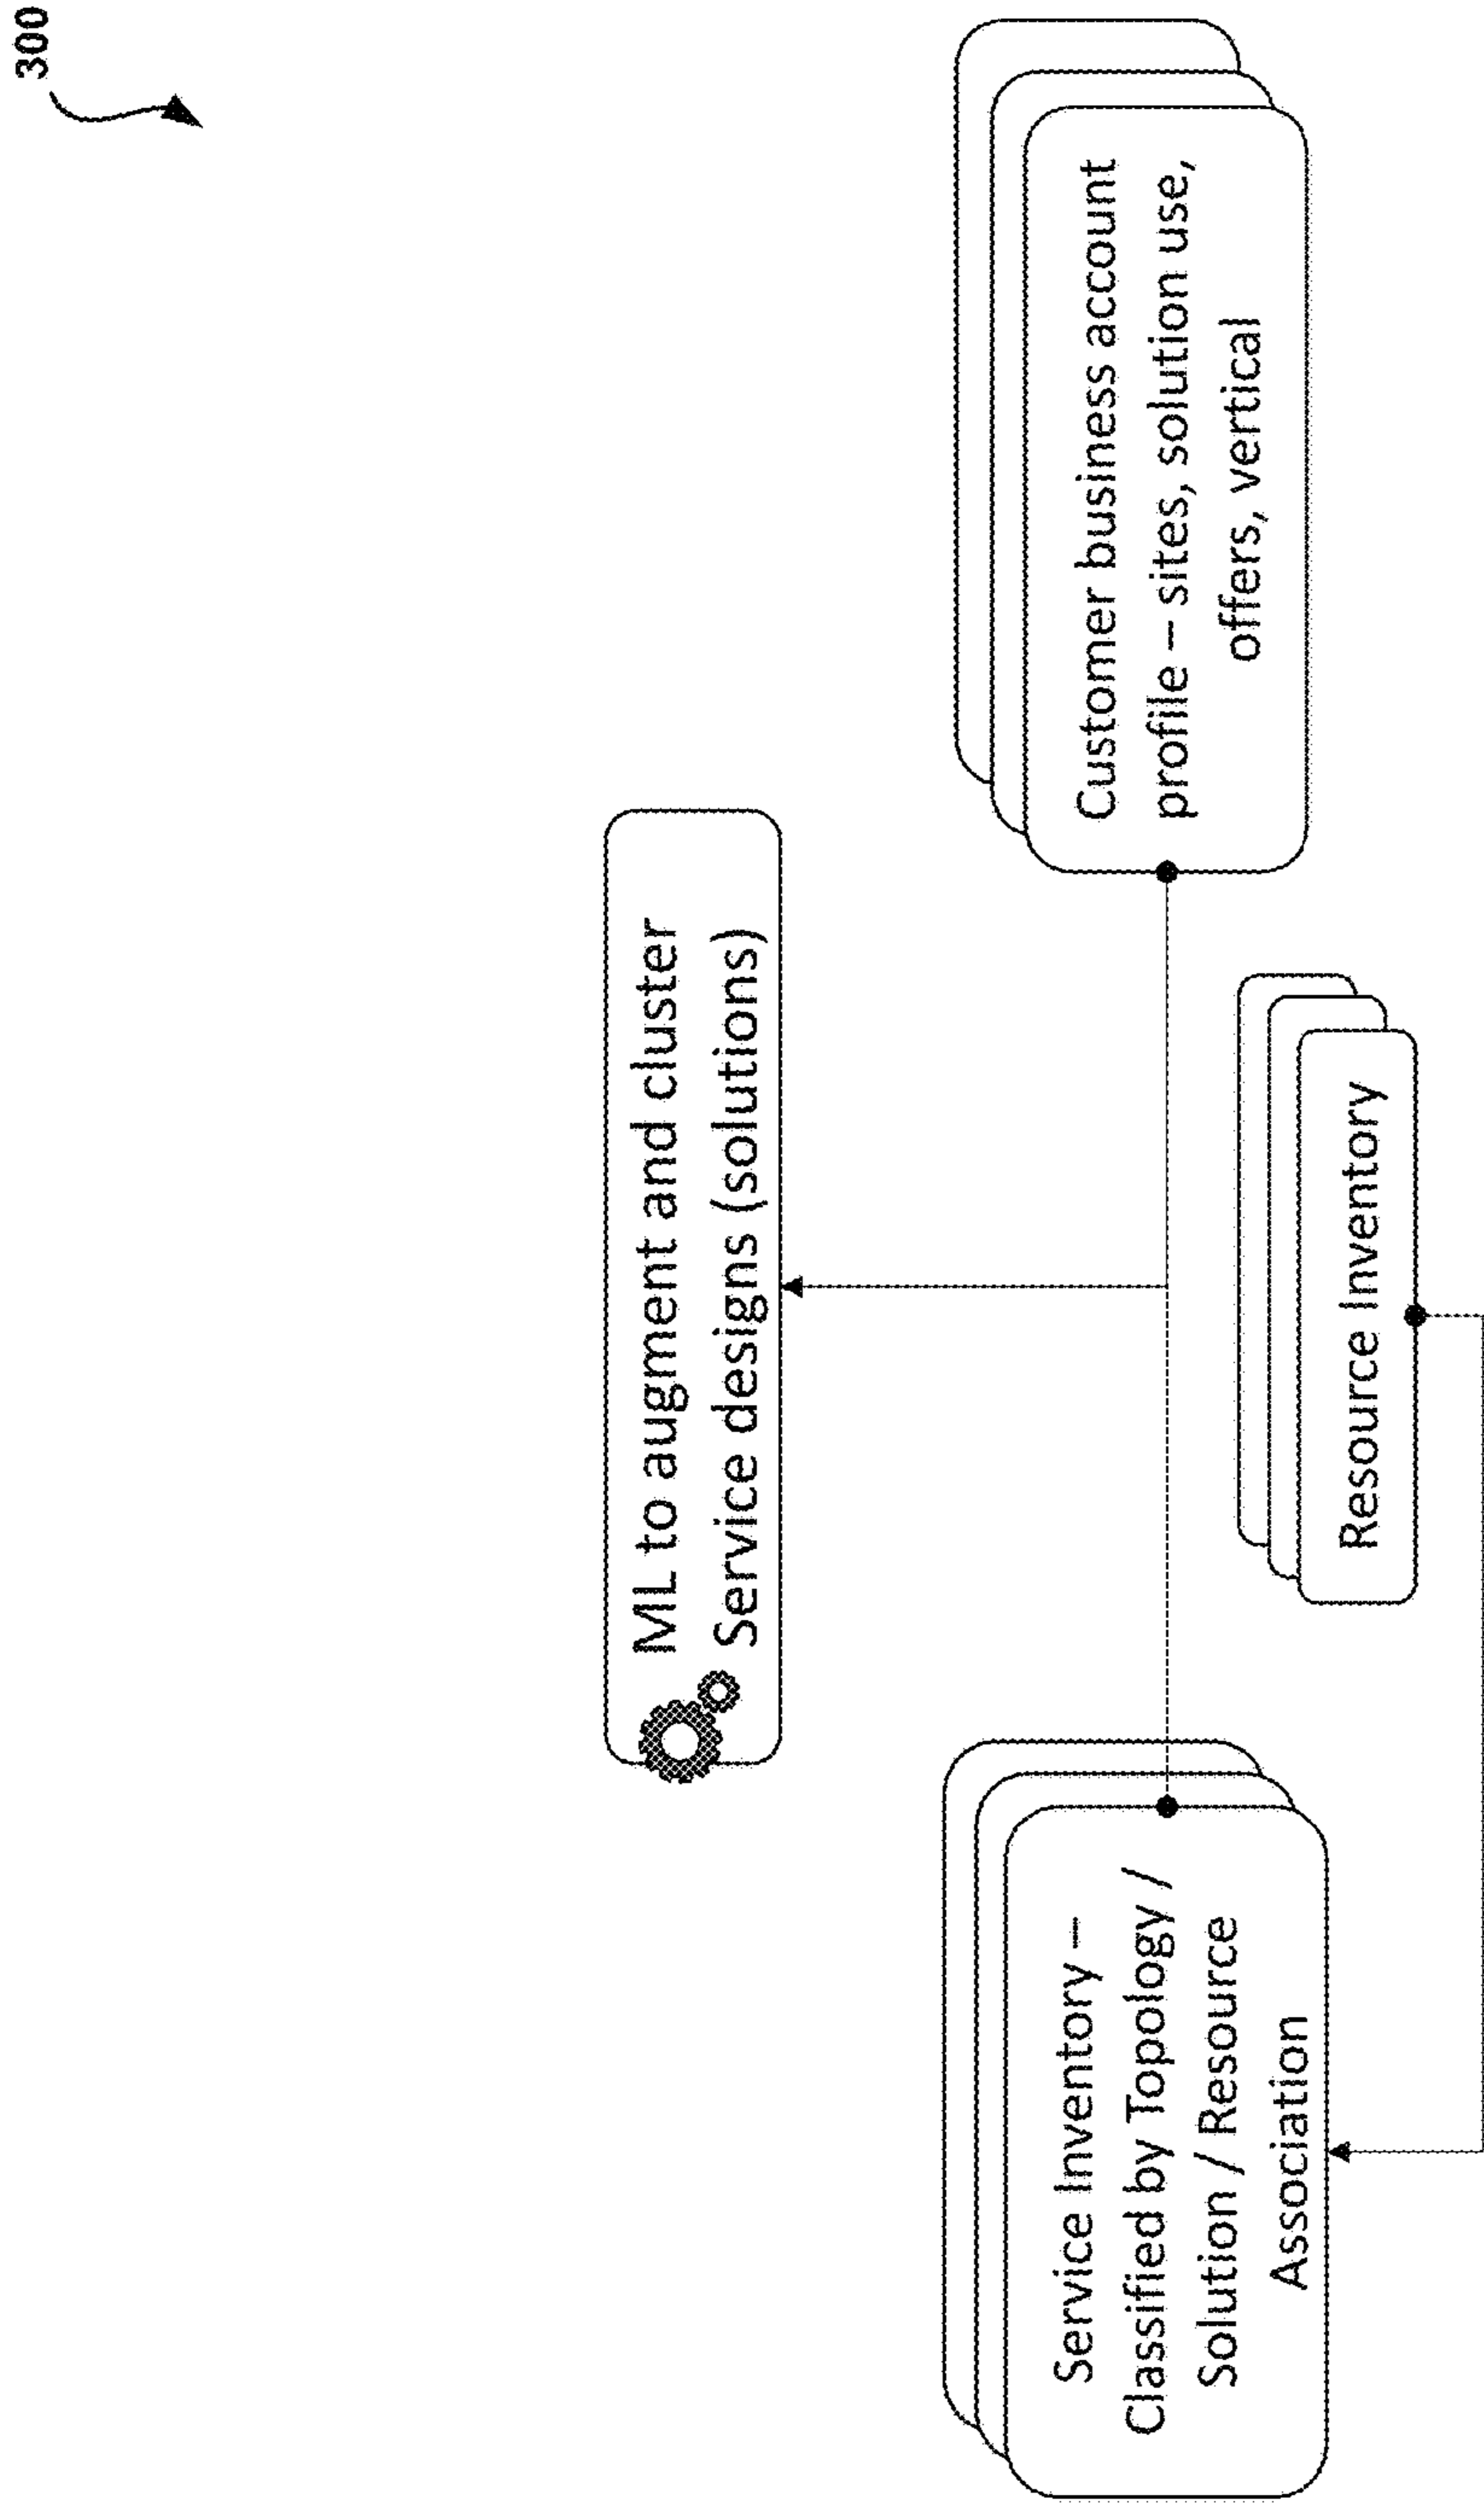 300
ML to augment and cluster
Service designs (solutions)
Service Inventory –
Classified by Topology /
Solution / Resource
Association
Resource Inventory
Customer business account
profile – sites, solution use,
offers, vertical